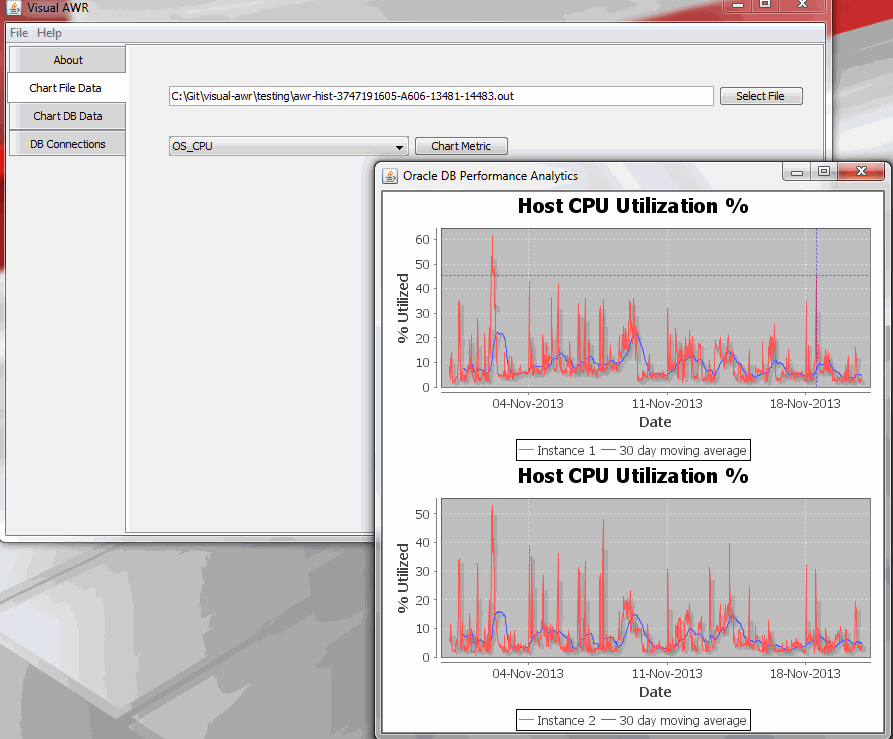 Visual AWR
File Help
About
Chart File Data
Chart DB Data
DB Connections
C:\Git\visual-awr\testing\awr-hist-3747191605-A606-13481-14483.out
Select File
OS_CPU
Chart Metric
Oracle DB Performance Analytics
Host CPU Utilization %
% Utilized
60
50
40
30
20
10
0
04-Nov-2013 11-Nov-2013 18-Nov-2013
Date
Instance 1 30 day moving average
Host CPU Utilization %
% Utilized
50
40
30
20
10
0
04-Nov-2013 11-Nov-2013 18-Nov-2013
Date
Instance 2 30 day moving average